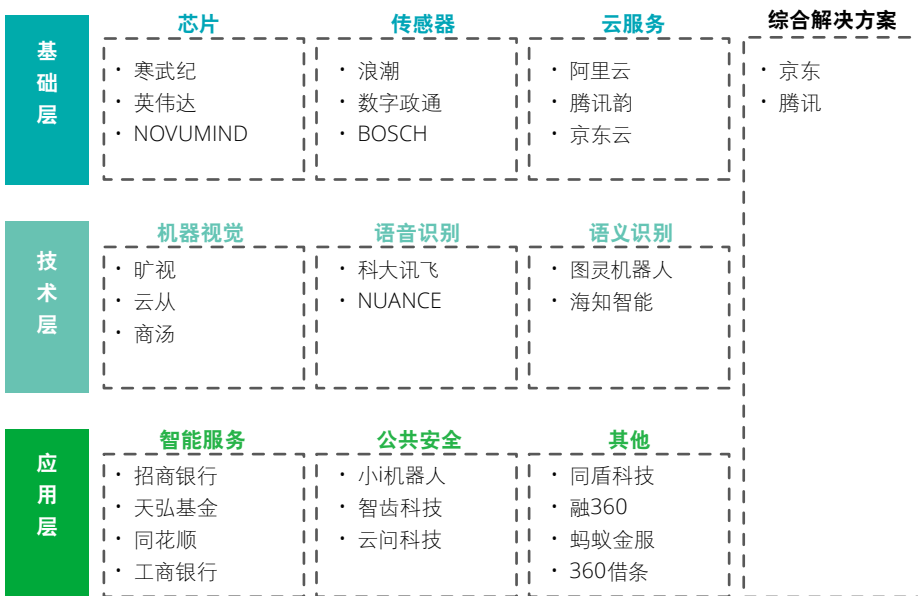 基础层
芯片
· 寒武纪
· 英伟达
· NOVUMIND
传感器
· 浪潮
· 数字政通
· BOSCH
云服务
· 阿里云
· 腾讯韵
· 京东云
综合解决方案
· 京东
· 腾讯
技术层
机器视觉
· 旷视
· 云从
· 商汤
语音识别
· 科大讯飞
· NUANCE
语义识别
· 图灵机器人
· 海知智能
应用层
智能服务
· 招商银行
· 天弘基金
· 同花顺
· 工商银行
公共安全
· 小i机器人
· 智齿科技
· 云问科技
其他
· 同盾科技
· 融360
· 蚂蚁金服
· 360借条